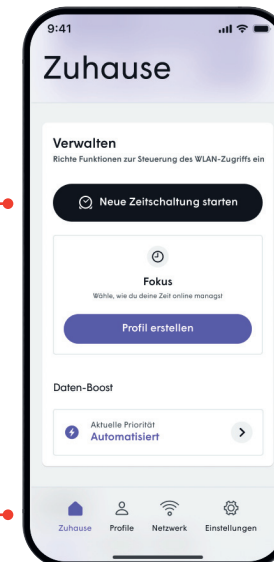 9:41
Zuhause
Verwalten
Richte Funktionen zur Steuerung des WLAN-Zugriffs ein
Neue Zeitschaltung starten
Fokus
Wähle, wie du deine Zeit online managst
Profil erstellen
Daten-Boost
Aktuelle Priorität
Automatisiert
Zuhause Profile Netzwerk Einstellungen